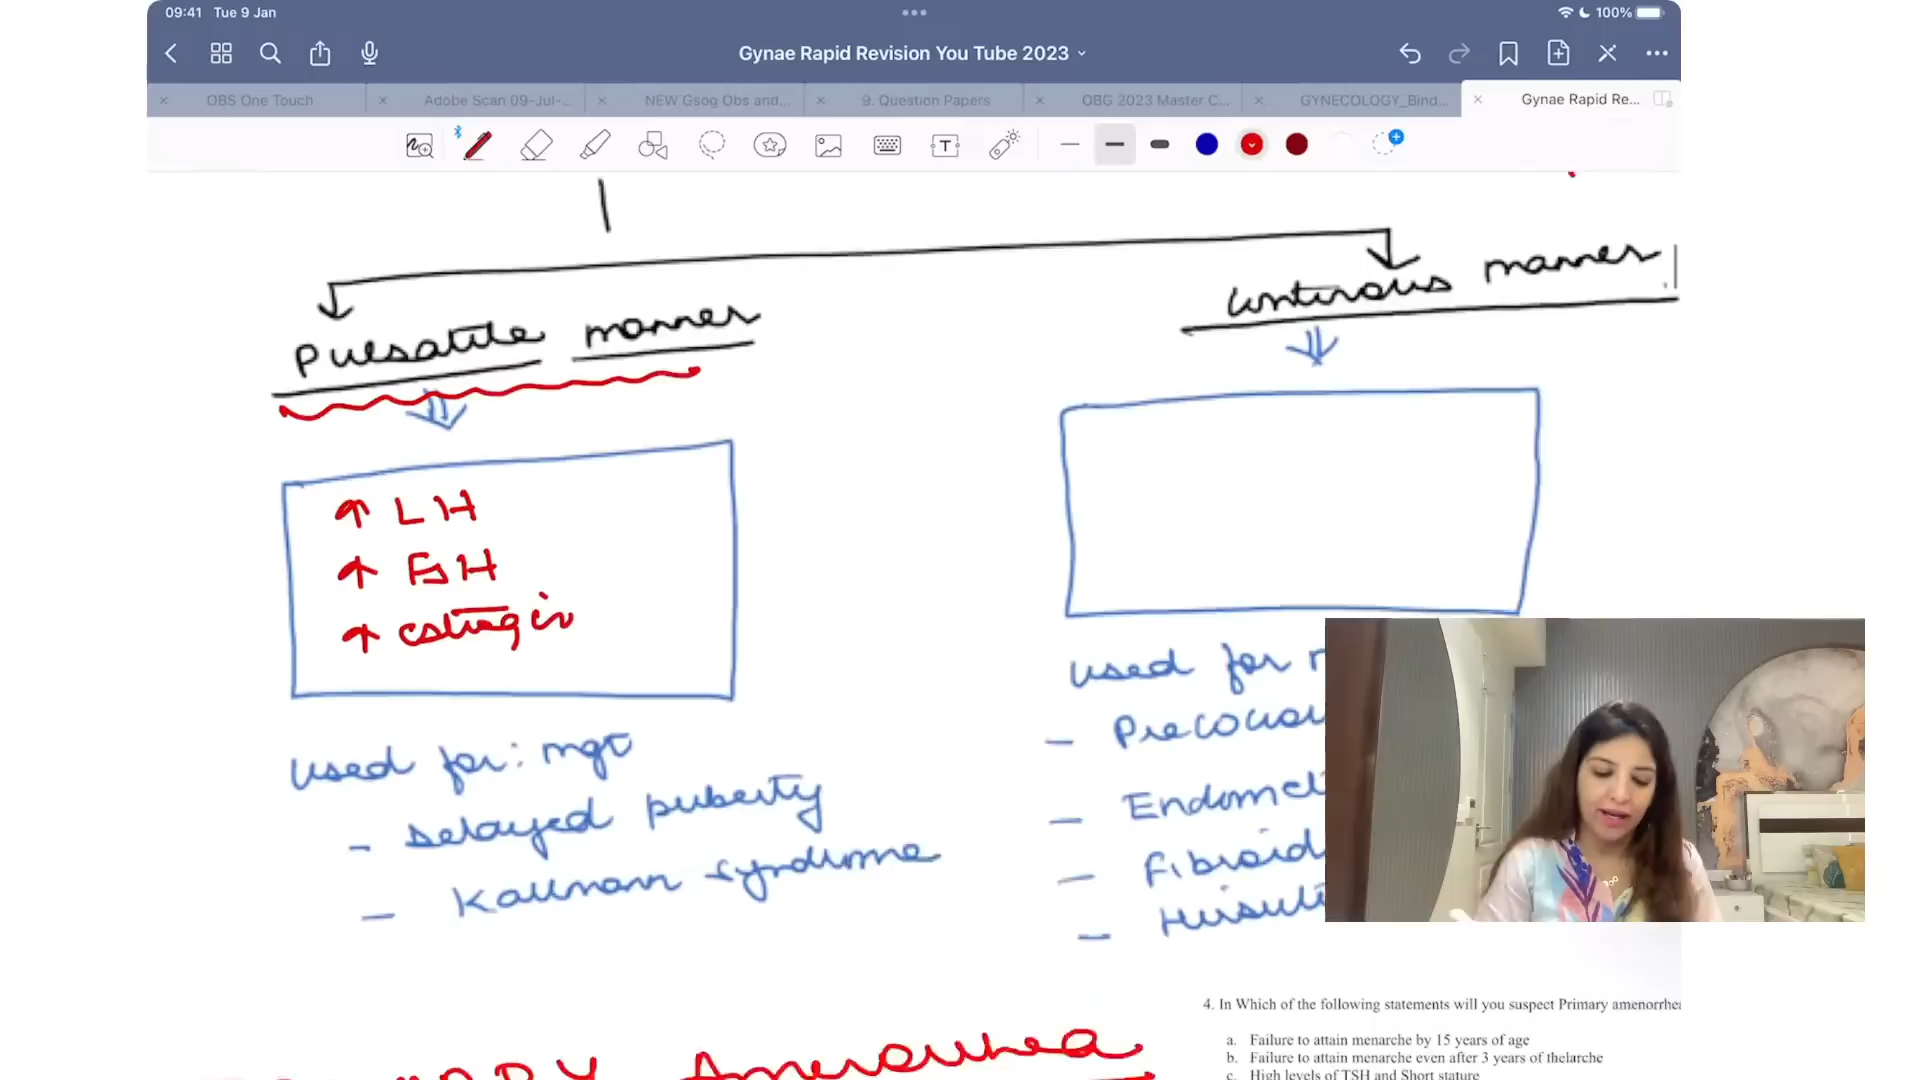 09:41 Tue 9 Jan
100%
Gynae Rapid Revision You Tube 2023
OBS One Touch
Adobe Scan 09-Jul-...
NEW Gsog Obs and...
9. Question Papers
OBG 2023 Master C...
GYNECOLOGY_Bind...
Gynae Rapid Re...
Pulsatile manner
Continuous manner
↑ LH
↑ FSH
↑ estrogen
used for: mgt
- Delayed puberty
- Kallmann syndrome
used for m
- Precociou
- Endomet
- Fibroid
- Hirsuti
Amenorrhea
4. In Which of the following statements will you suspect Primary amenorrhe
a. Failure to attain menarche by 15 years of age
b. Failure to attain menarche even after 3 years of thelarche
c. High levels of TSH and Short stature